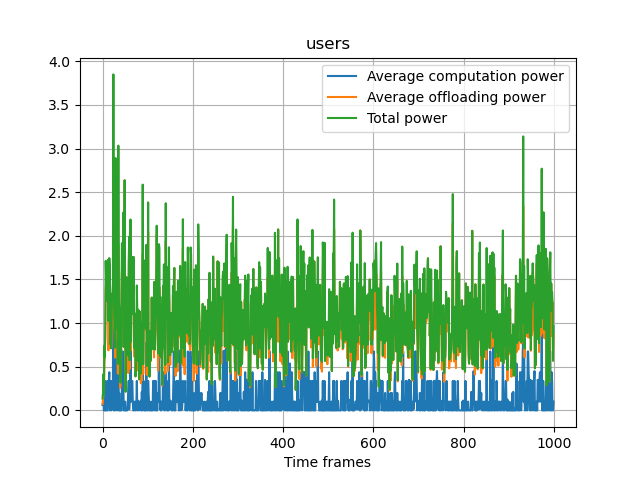 users
4.0
3.5
3.0
2.5
2.0
1.5
1.0
0.5
0.0
Average computation power
Average offloading power
Total power
0 200 400 600 800 1000
Time frames